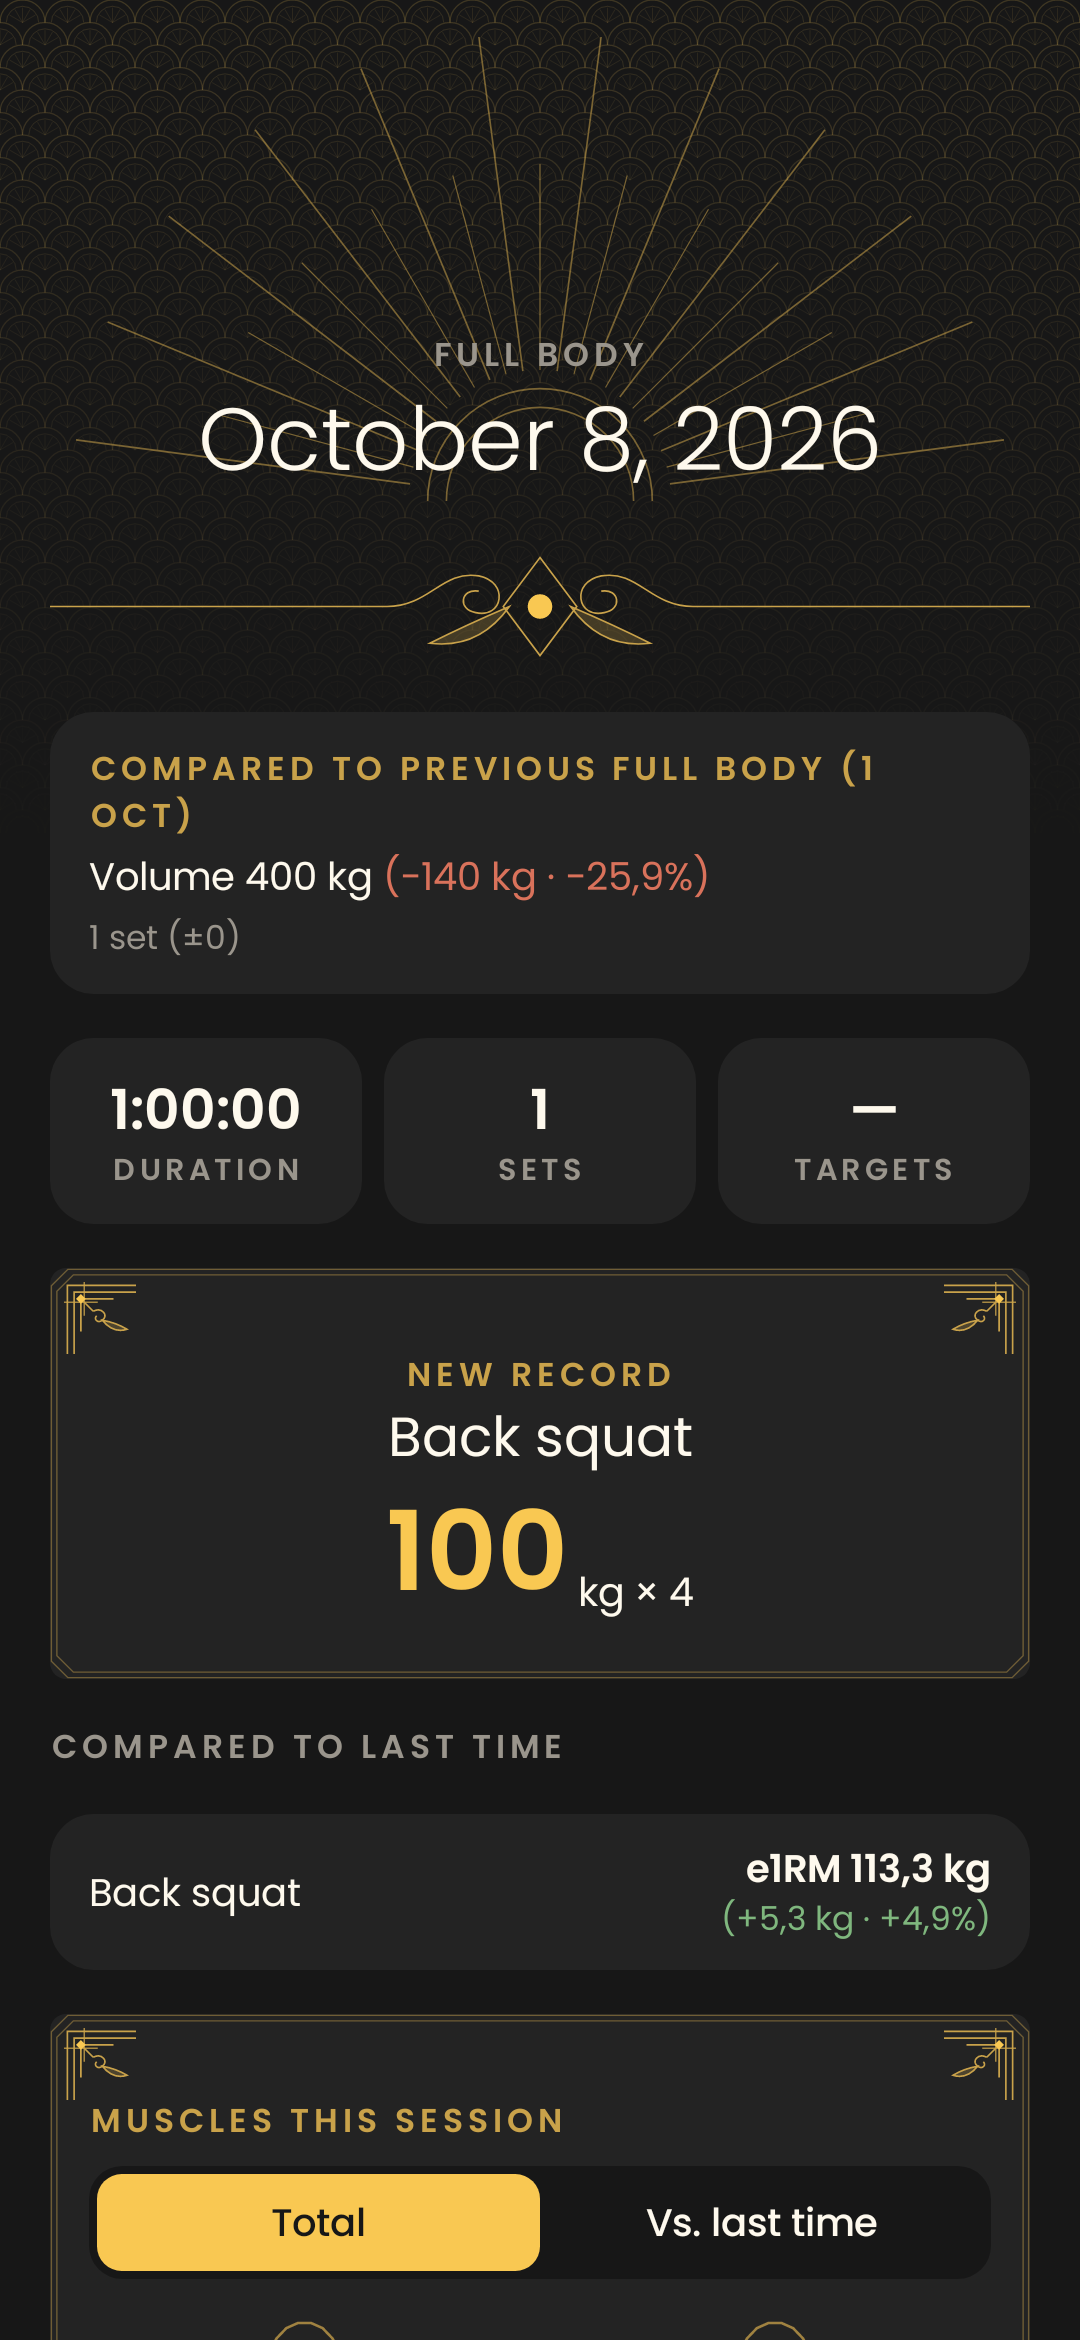 FULL BODY
October 8, 2026
COMPARED TO PREVIOUS FULL BODY (1
OCT)
Volume 400 kg (−140 kg · −25,9%)
1 set (±0)
1:00:00
DURATION
1
SETS
—
TARGETS
NEW RECORD
Back squat
100 kg × 4
COMPARED TO LAST TIME
Back squat
e1RM 113,3 kg
(+5,3 kg · +4,9%)
MUSCLES THIS SESSION
Total
Vs. last time